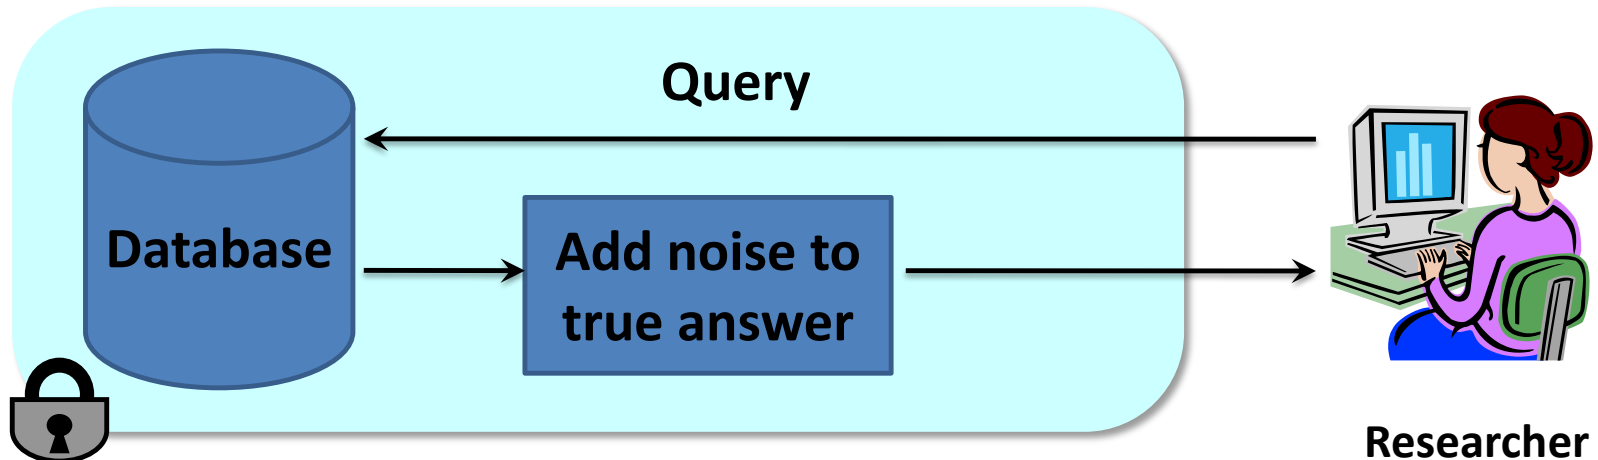 Query
Database
Add noise to
true answer
Researcher